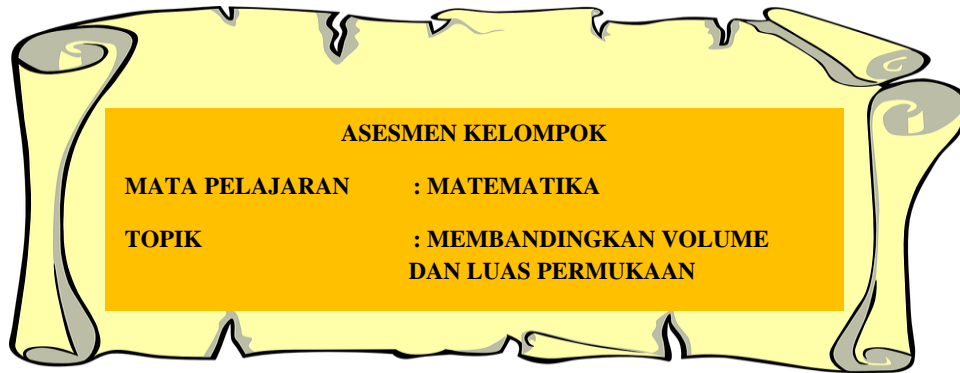 ASESMEN KELOMPOK
MATA PELAJARAN : MATEMATIKA
TOPIK : MEMBANDINGKAN VOLUME
DAN LUAS PERMUKAAN